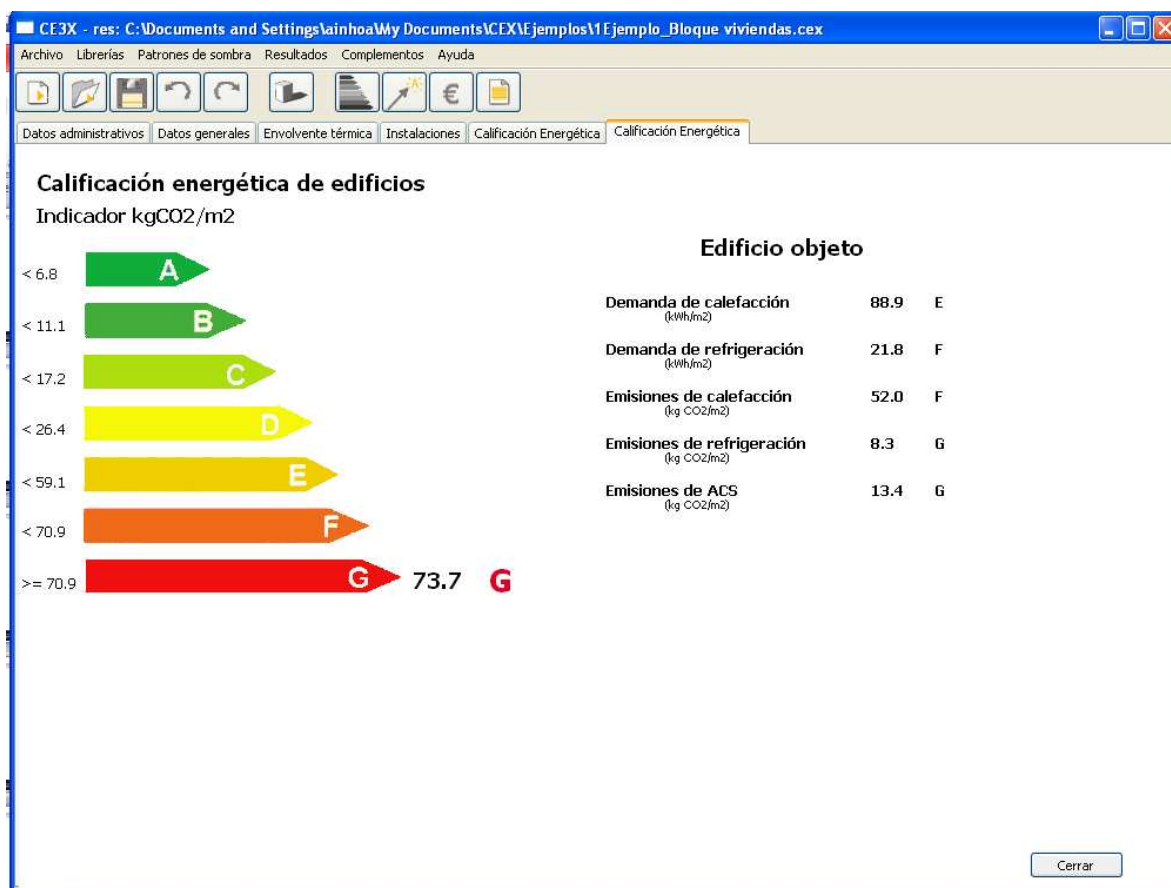 CE3X - res: C:\Documents and Settings\ainhoa\My Documents\CEX\Ejemplos\1Ejemplo_Bloque viviendas.cex
Archivo Librerías Patrones de sombra Resultados Complementos Ayuda
€
Datos administrativos Datos generales Envolvente térmica Instalaciones Calificación Energética Calificación Energética
Calificación energética de edificios
Indicador kgCO2/m2
< 6.8 A
< 11.1 B
< 17.2 C
< 26.4 D
< 59.1 E
< 70.9 F
>= 70.9 G 73.7 G
Edificio objeto
Demanda de calefacción 88.9 E
(kWh/m2)
Demanda de refrigeración 21.8 F
(kWh/m2)
Emisiones de calefacción 52.0 F
(kg CO2/m2)
Emisiones de refrigeración 8.3 G
(kg CO2/m2)
Emisiones de ACS 13.4 G
(kg CO2/m2)
Cerrar